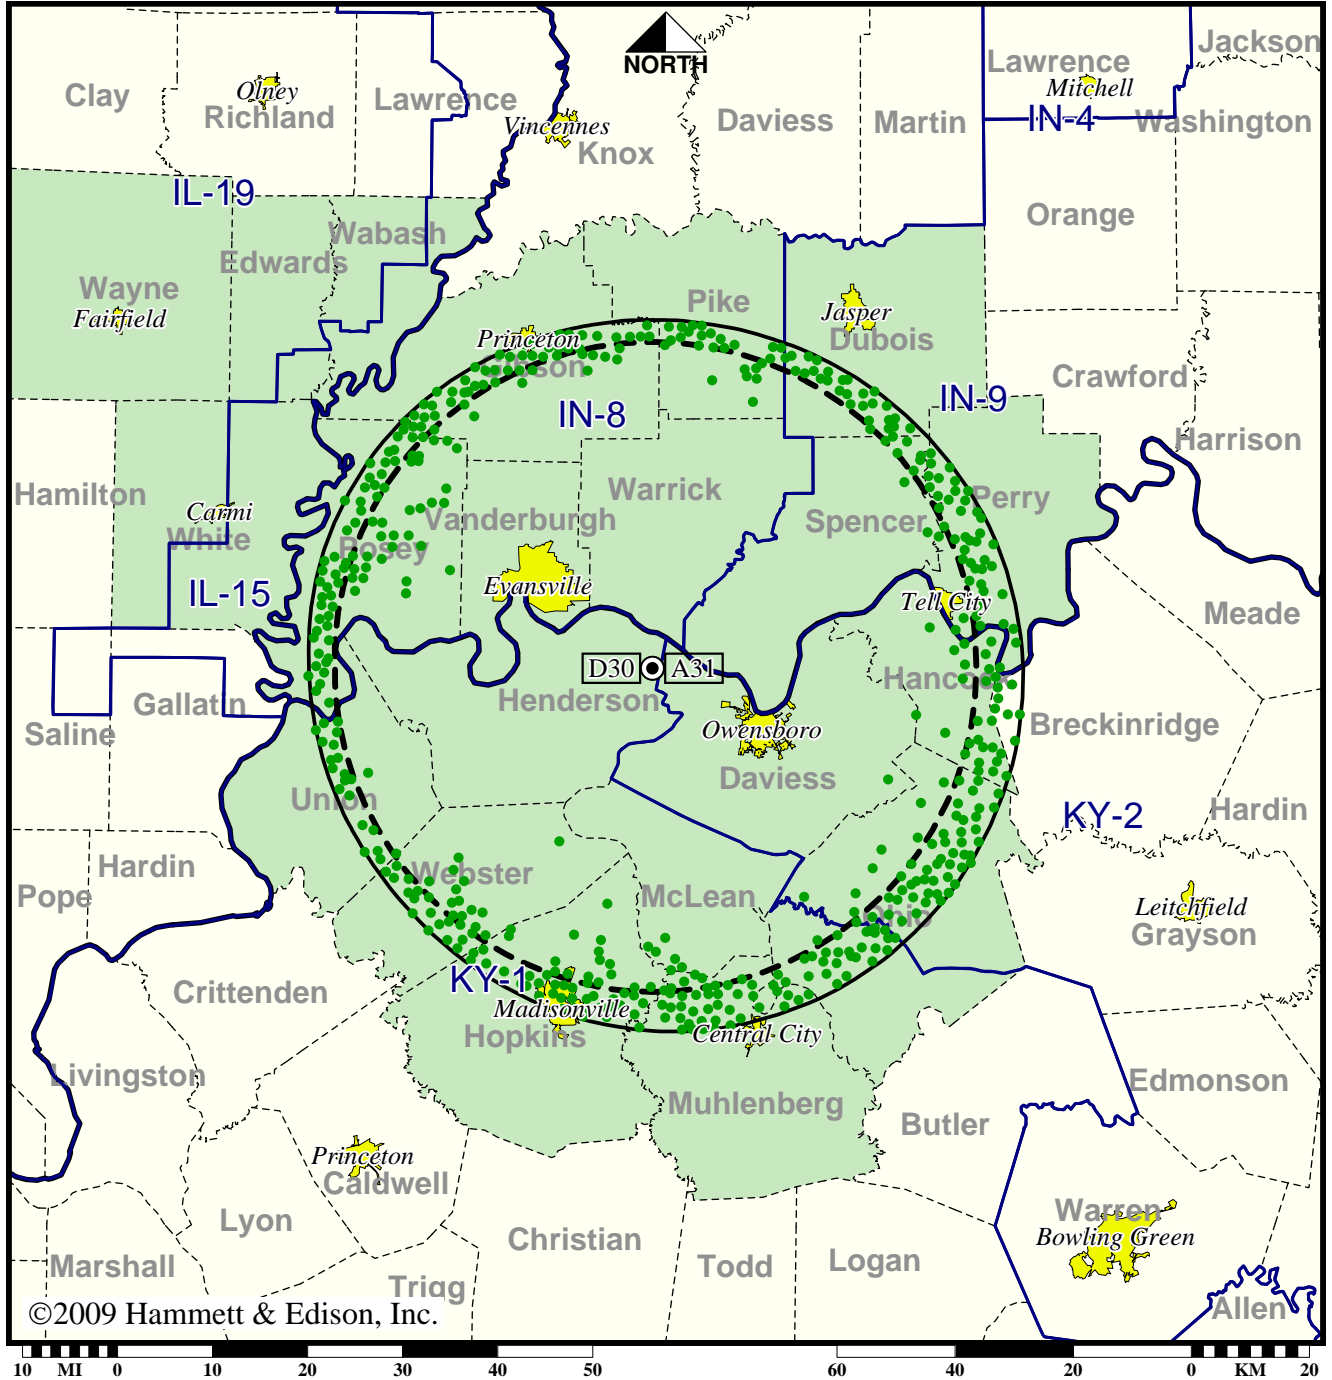 Jackson
Lawrence
NORTH
Clay
Olney
Richland
Lawrence
Mitchell
IN-4
Washington
Vincennes
Knox
Daviess
Martin
IL-19
Orange
Wabash
Edwards
Wayne
Fairfield
Pike
Jasper
Dubois
Princeton
Gibson
Crawford
IN-9
IN-8
Harrison
Hamilton
Warrick
Perry
Carmi
White
Vanderburgh
Spencer
Posey
Evansville
IL-15
Tell City
Meade
D30
A31
Hancock
Gallatin
Henderson
Saline
Owensboro
Breckinridge
Daviess
Union
KY-2
Hardin
Hardin
Webster
Pope
McLean
Leitchfield
Ohio
Grayson
KY-1
Crittenden
Madisonville
Hopkins
Central City
Livingston
Edmonson
Muhlenberg
Butler
Princeton
Caldwell
Lyon
Warren
Christian
Bowling Green
Marshall
Todd
Logan
Trigg
Allen
©2009 Hammett & Edison, Inc.
10 MI 0 10 20 30 40 50 60 40 20 0 KM 20